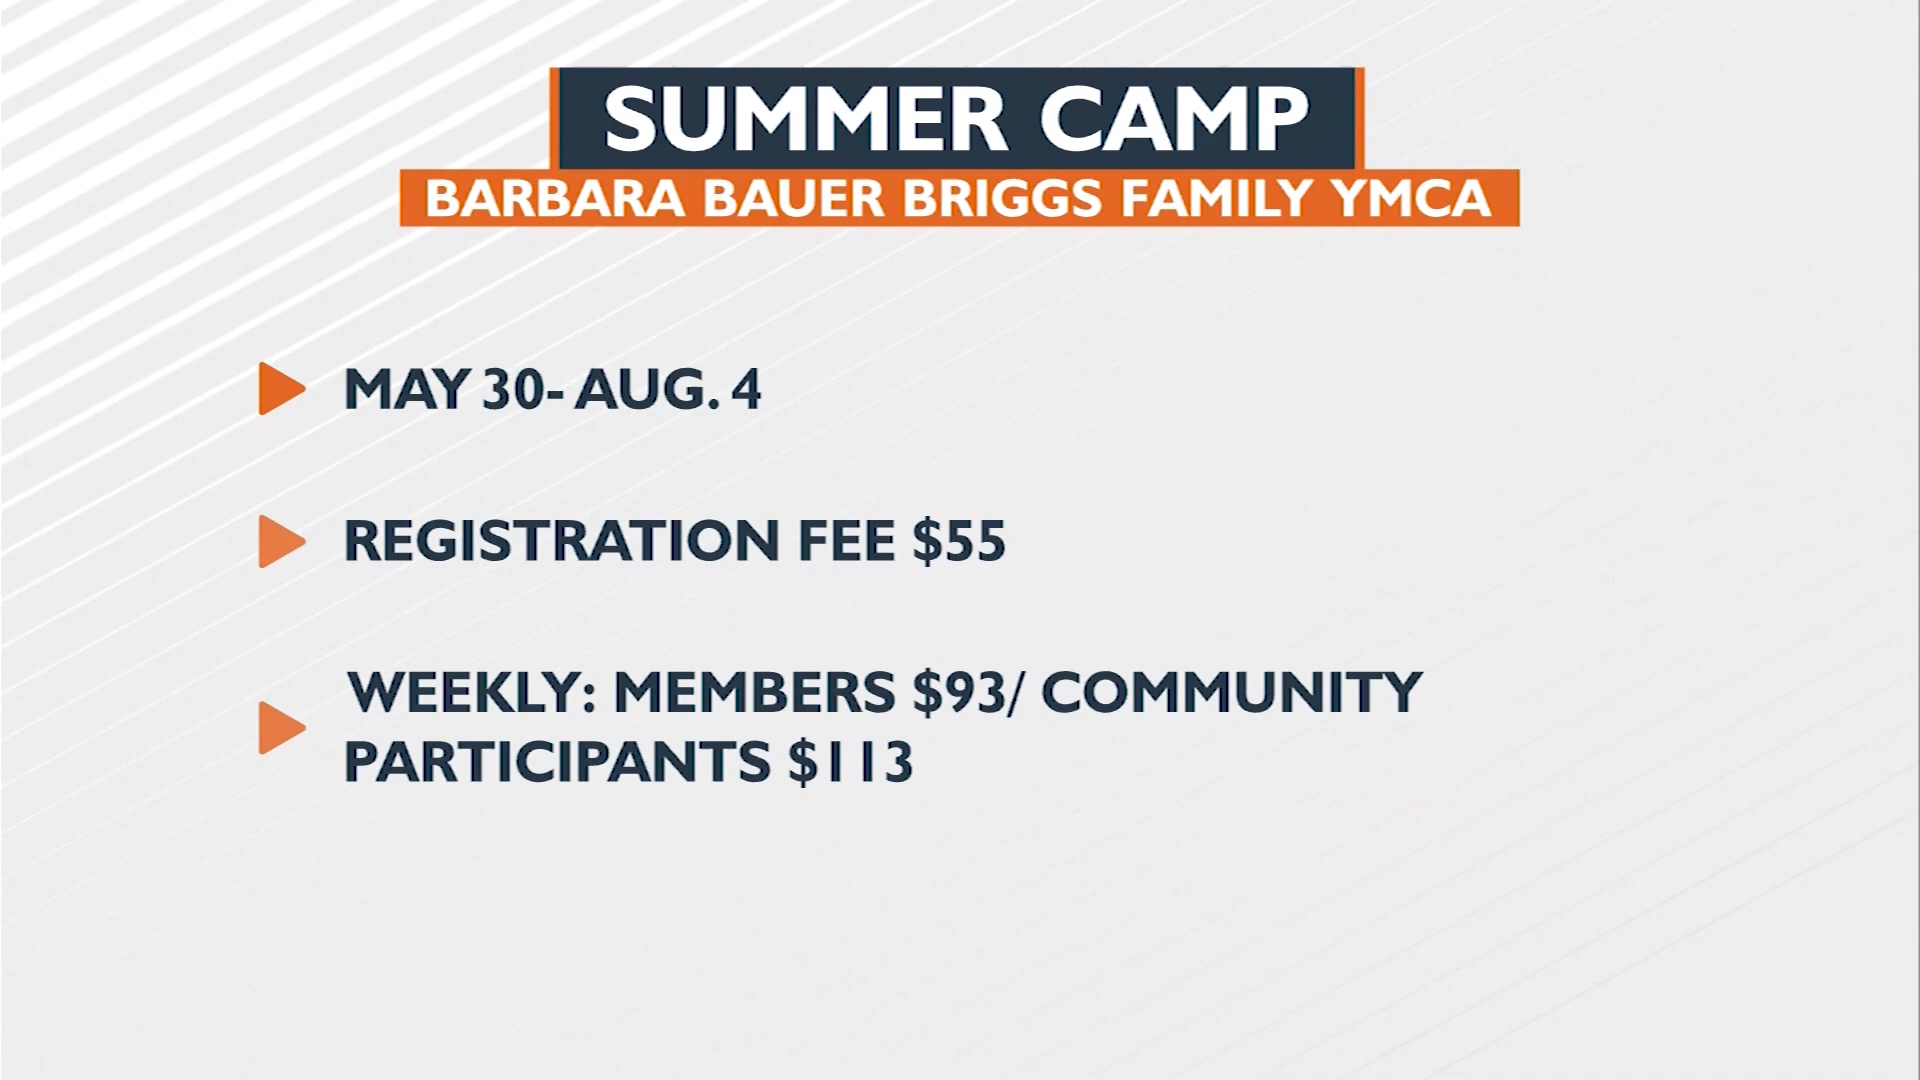 SUMMER CAMP
BARBARA BAUER BRIGGS FAMILY YMCA
MAY 30- AUG. 4
REGISTRATION FEE $55
WEEKLY: MEMBERS $93/ COMMUNITY
PARTICIPANTS $113